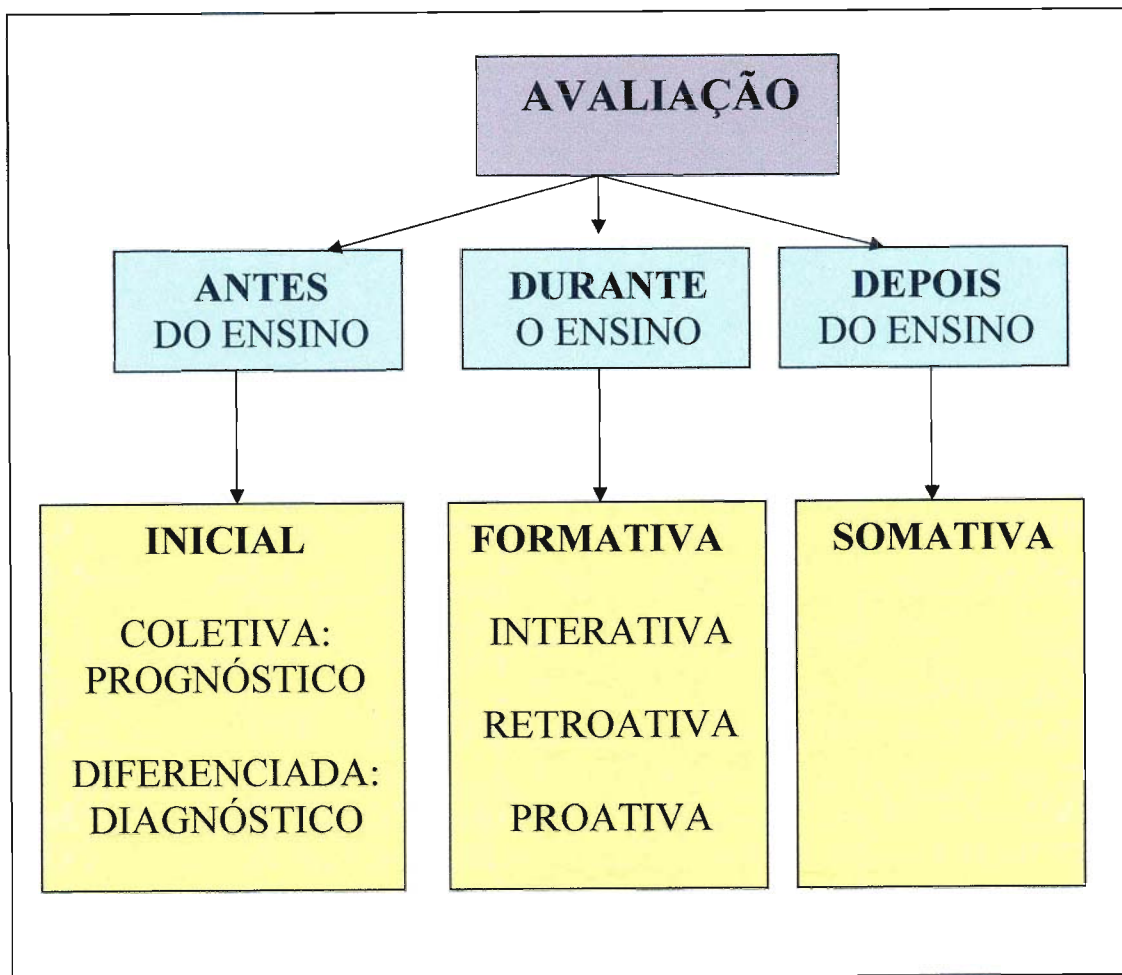 AVALIAÇÃO
ANTES
DO ENSINO
DURANTE
O ENSINO
DEPOIS
DO ENSINO
INICIAL
COLETIVA:
PROGNÓSTICO
DIFERENCIADA:
DIAGNÓSTICO
FORMATIVA
INTERATIVA
RETROATIVA
PROATIVA
SOMATIVA